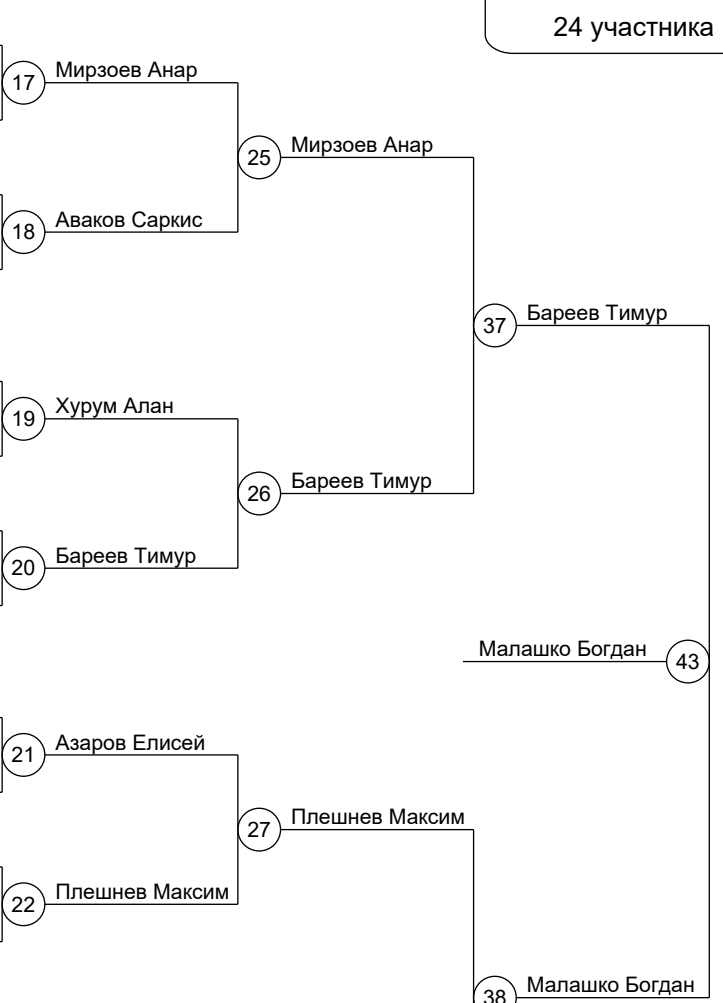 24 участника
Мирзоев Анар
17
Мирзоев Анар
25
Аваков Саркис
18
Бареев Тимур
37
Хурум Алан
19
Бареев Тимур
26
Бареев Тимур
20
Малашко Богдан
43
Азаров Елисей
21
Плешнев Максим
27
Плешнев Максим
22
Малашко Богдан
38